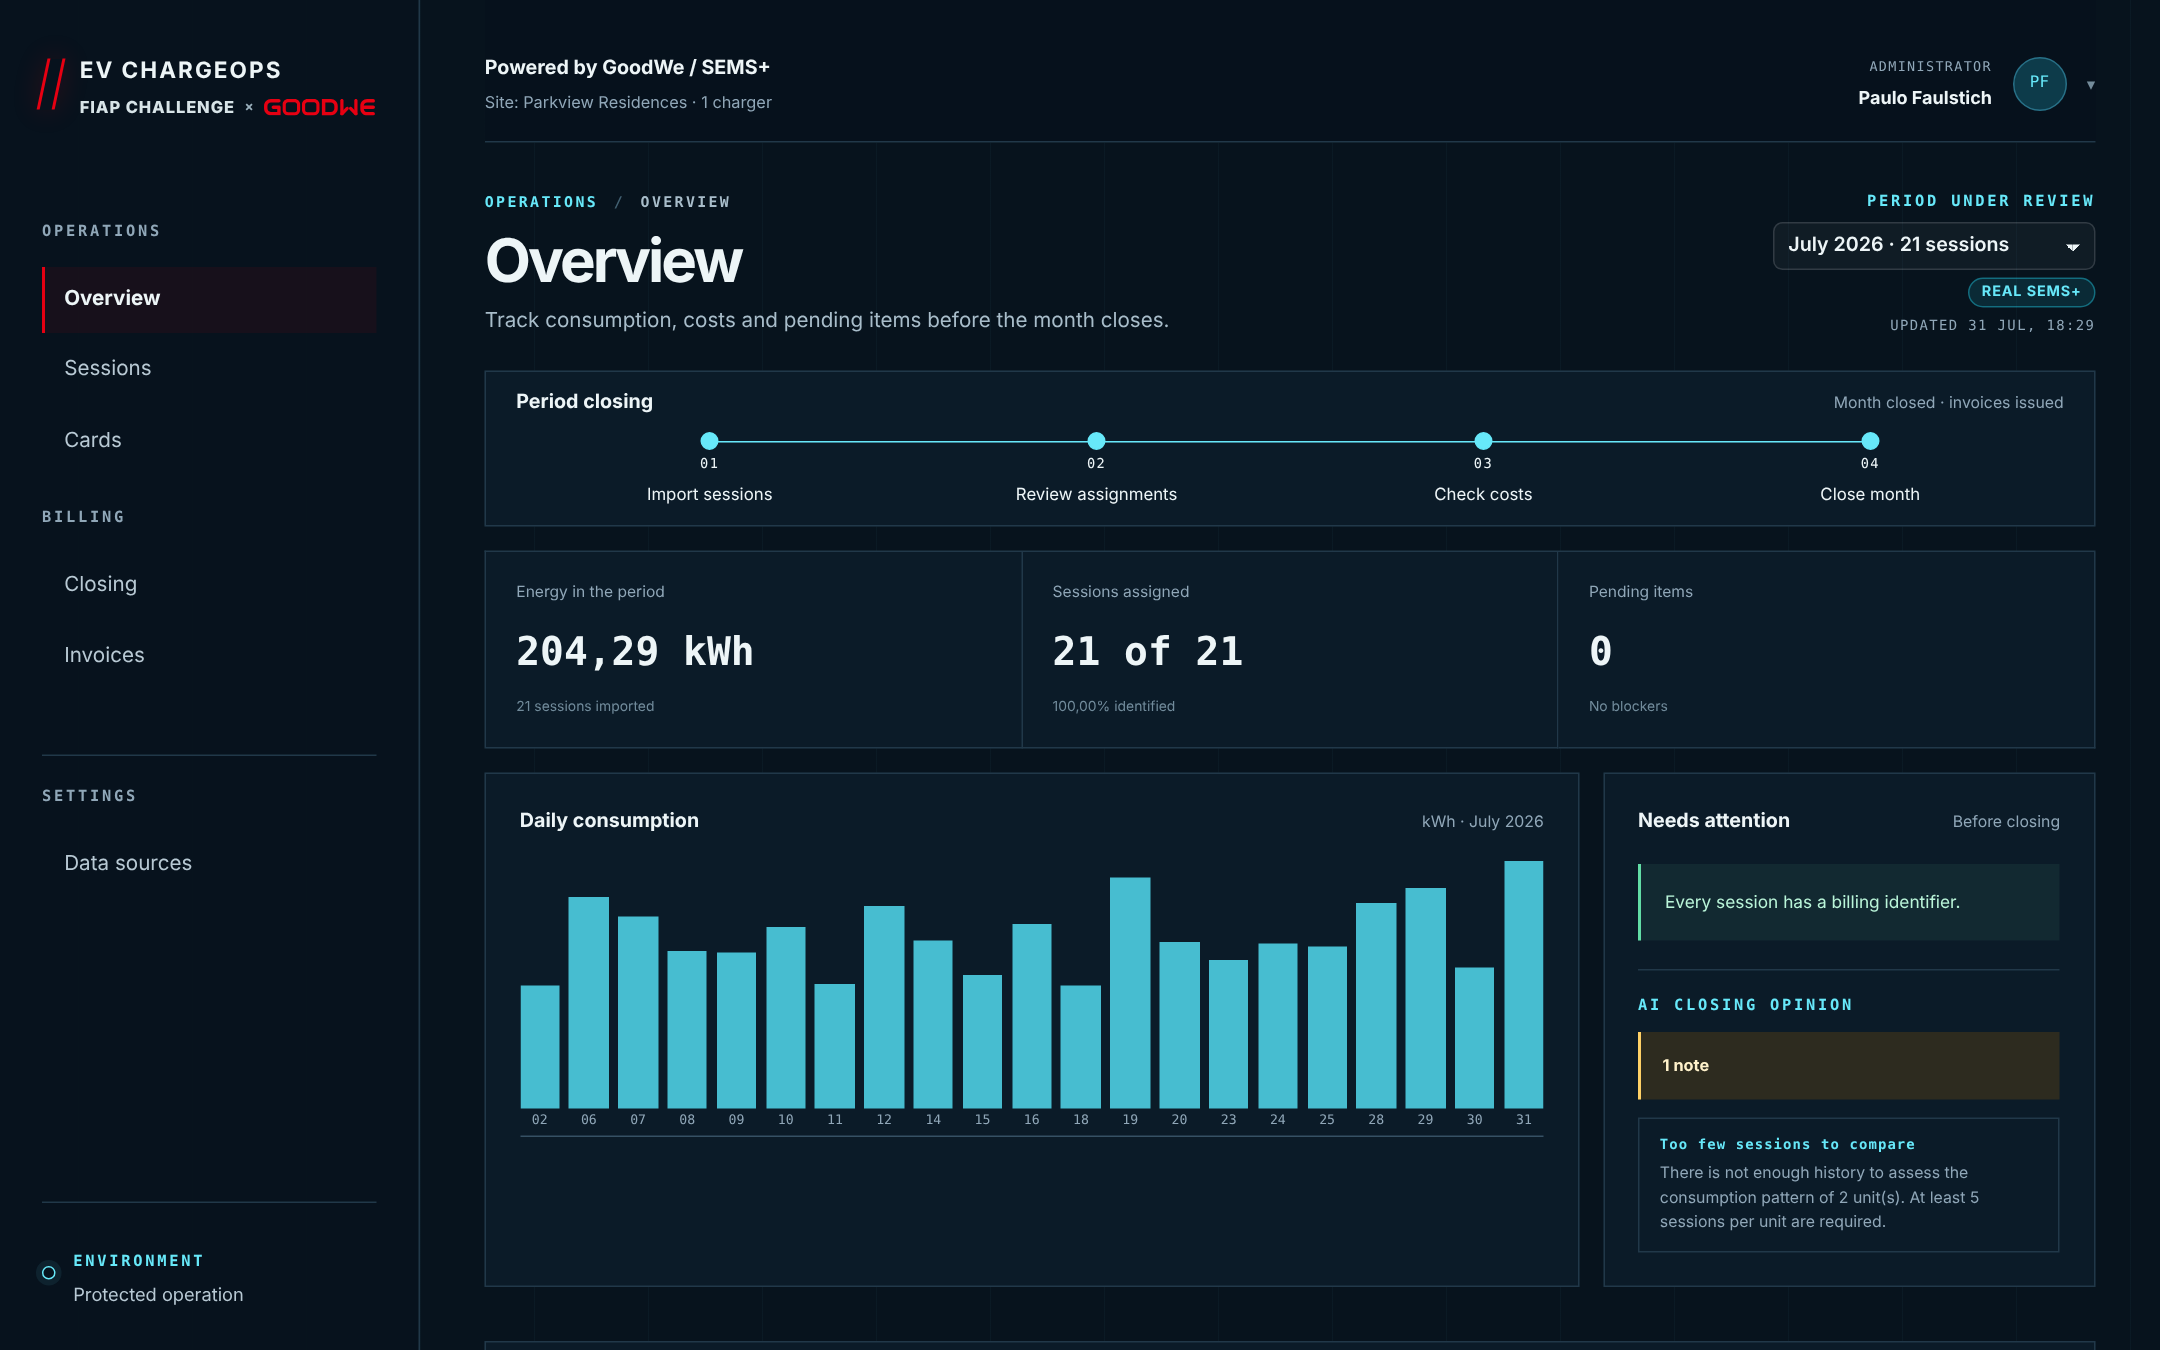 EV CHARGEOPS
FIAP CHALLENGE × GOODWE
OPERATIONS
Overview
Sessions
Cards
BILLING
Closing
Invoices
SETTINGS
Data sources
ENVIRONMENT
Protected operation
Powered by GoodWe / SEMS+
Site: Parkview Residences · 1 charger
ADMINISTRATOR
Paulo Faulstich
PF
OPERATIONS / OVERVIEW
Overview
Track consumption, costs and pending items before the month closes.
PERIOD UNDER REVIEW
July 2026 · 21 sessions
REAL SEMS+
UPDATED 31 JUL, 18:29
Period closing
Month closed · invoices issued
01 02 03 04
Import sessions Review assignments Check costs Close month
Energy in the period
204,29 kWh
21 sessions imported
Sessions assigned
21 of 21
100,00% identified
Pending items
0
No blockers
Daily consumption
kWh · July 2026
02 06 07 08 09 10 11 12 14 15 16 18 19 20 23 24 25 28 29 30 31
Needs attention
Before closing
Every session has a billing identifier.
AI CLOSING OPINION
1 note
Too few sessions to compare
There is not enough history to assess the
consumption pattern of 2 unit(s). At least 5
sessions per unit are required.